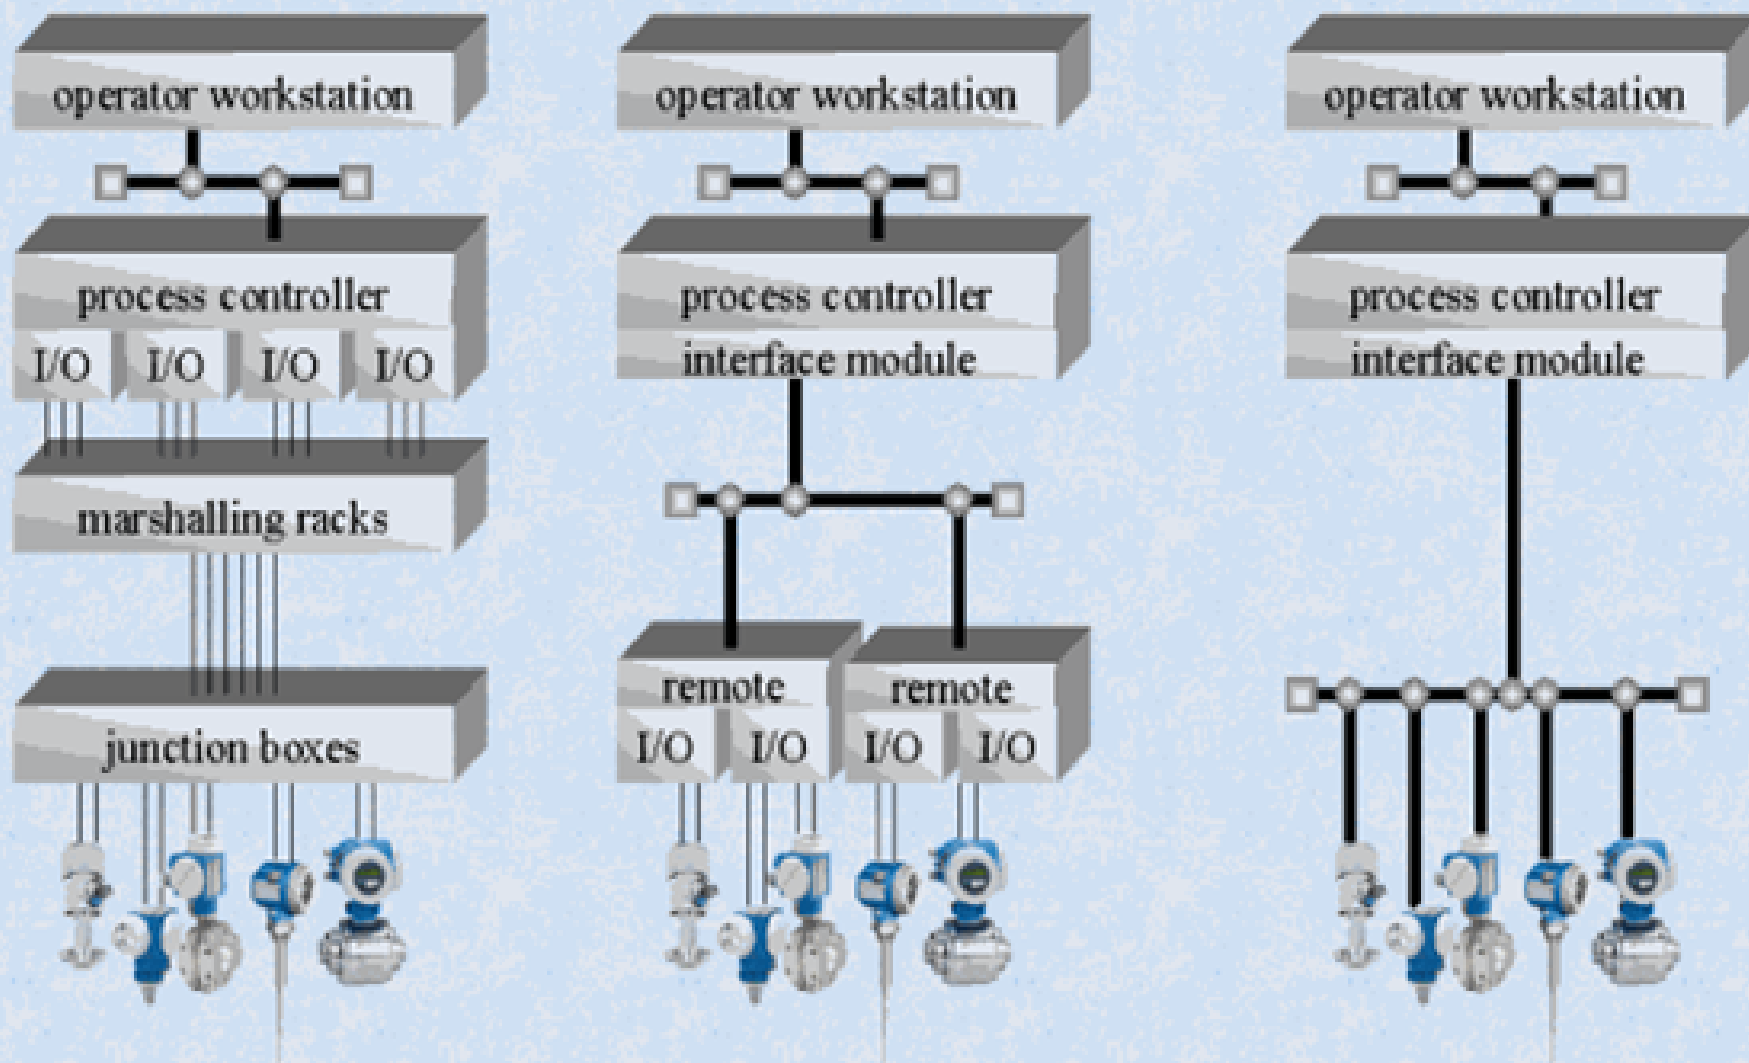 operator workstation
process controller
I/O I/O I/O I/O
marshalling racks
junction boxes
operator workstation
process controller
interface module
remote remote
I/O I/O I/O I/O
operator workstation
process controller
interface module